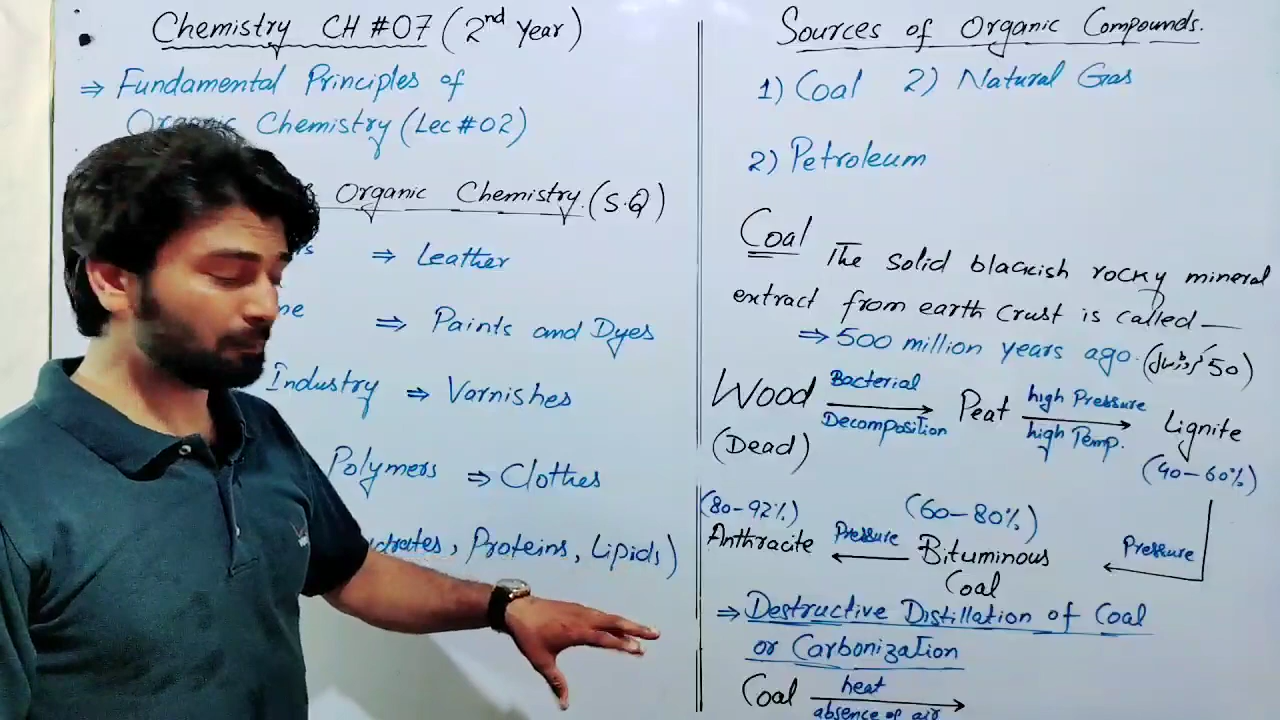 Chemistry CH #07 (2nd Year)
⇒ Fundamental Principles of
Organic Chemistry (Lec #02)
Organic Chemistry. (S.Q)
⇒ Leather
⇒ Paints and Dyes
Industry ⇒ Varnishes
Polymers ⇒ Clothes
Proteins, Lipids)
Sources of Organic Compounds.
1) Coal 2) Natural Gas
2) Petroleum
Coal The solid blackish rocky mineral
extract from earth crust is called —
⇒ 500 million years ago. 50)
Wood Bacterial Decomposition Peat high Pressure high Temp. Lignite
(Dead) (40-60%)
(80-92%) (60-80%)
Anthracite Pressure Bituminous Pressure
Coal
⇒ Destructive Distillation of Coal
or Carbonization
Coal heat
absence of air